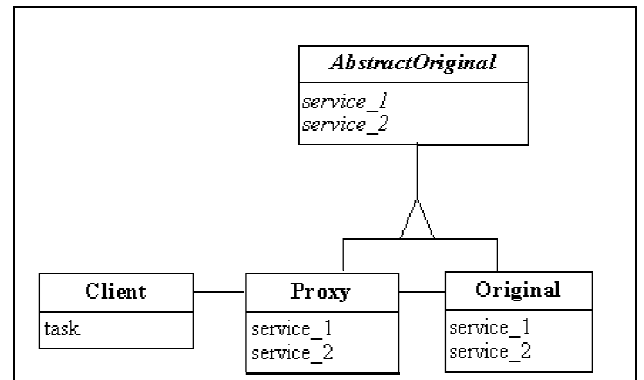 AbstractOriginal
service_1
service_2
Client
task
Proxy
service_1
service_2
Original
service_1
service_2